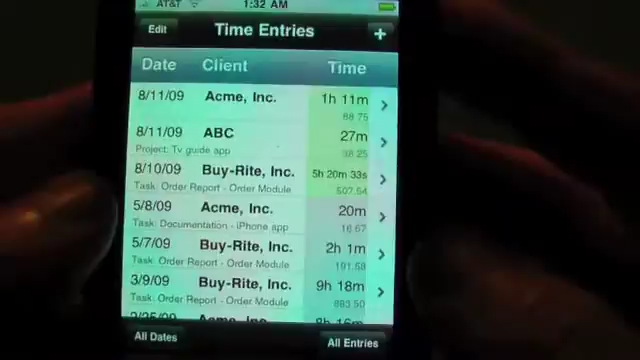 AT&T 1:32 AM
Edit Time Entries +
Date Client Time
8/11/09 Acme, Inc. 1h 11m
88.75
8/11/09 ABC 27m
Project: Tv guide app 38.25
8/10/09 Buy-Rite, Inc. 5h 20m 33s
Task: Order Report - Order Module 507.54
5/8/09 Acme, Inc. 20m
Task: Documentation - iPhone app 16.67
5/7/09 Buy-Rite, Inc. 2h 1m
Task: Order Report - Order Module 191.58
3/9/09 Buy-Rite, Inc. 9h 18m
Task: Order Report - Order Module 883.50
Acme, Inc.
All Dates All Entries